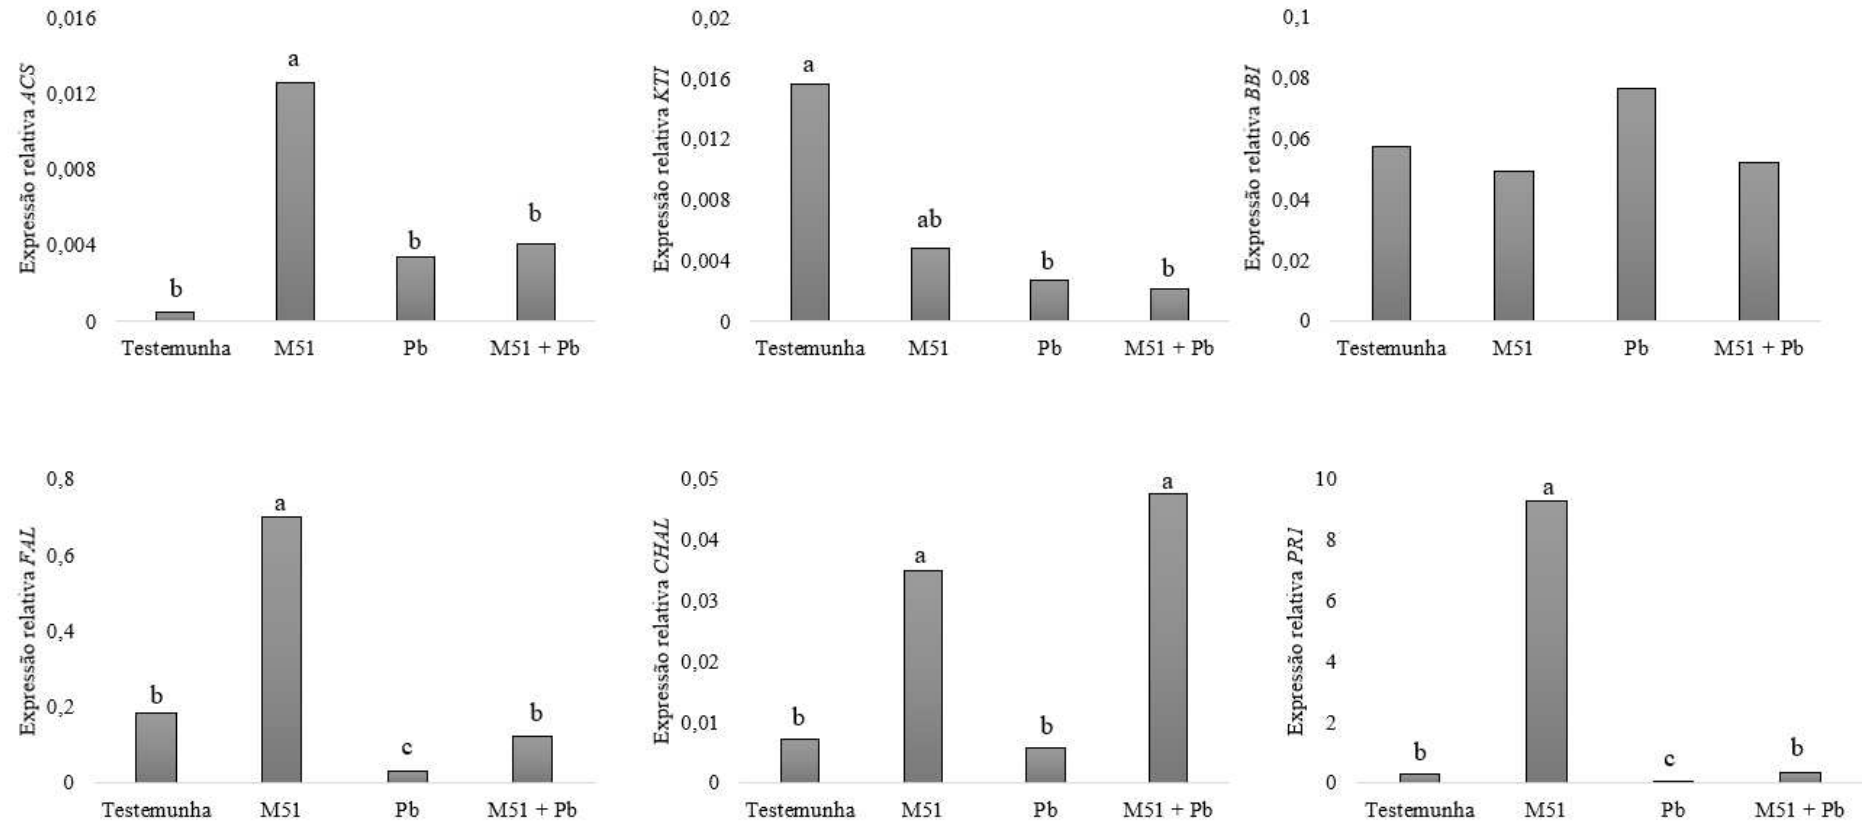 Expressão relativa ACS
0,016
0,012
0,008
0,004
0
b
a
b
b
Testemunha M51 Pb M51 + Pb
Expressão relativa KTI
0,02
0,016
0,012
0,008
0,004
0
a
ab
b
b
Testemunha M51 Pb M51 + Pb
Expressão relativa BBI
0,1
0,08
0,06
0,04
0,02
0
Testemunha M51 Pb M51 + Pb
Expressão relativa FAL
0,8
0,6
0,4
0,2
0
b
a
c
b
Testemunha M51 Pb M51 + Pb
Expressão relativa CHAL
0,05
0,04
0,03
0,02
0,01
0
b
a
b
a
Testemunha M51 Pb M51 + Pb
Expressão relativa PR1
10
8
6
4
2
0
b
a
c
b
Testemunha M51 Pb M51 + Pb